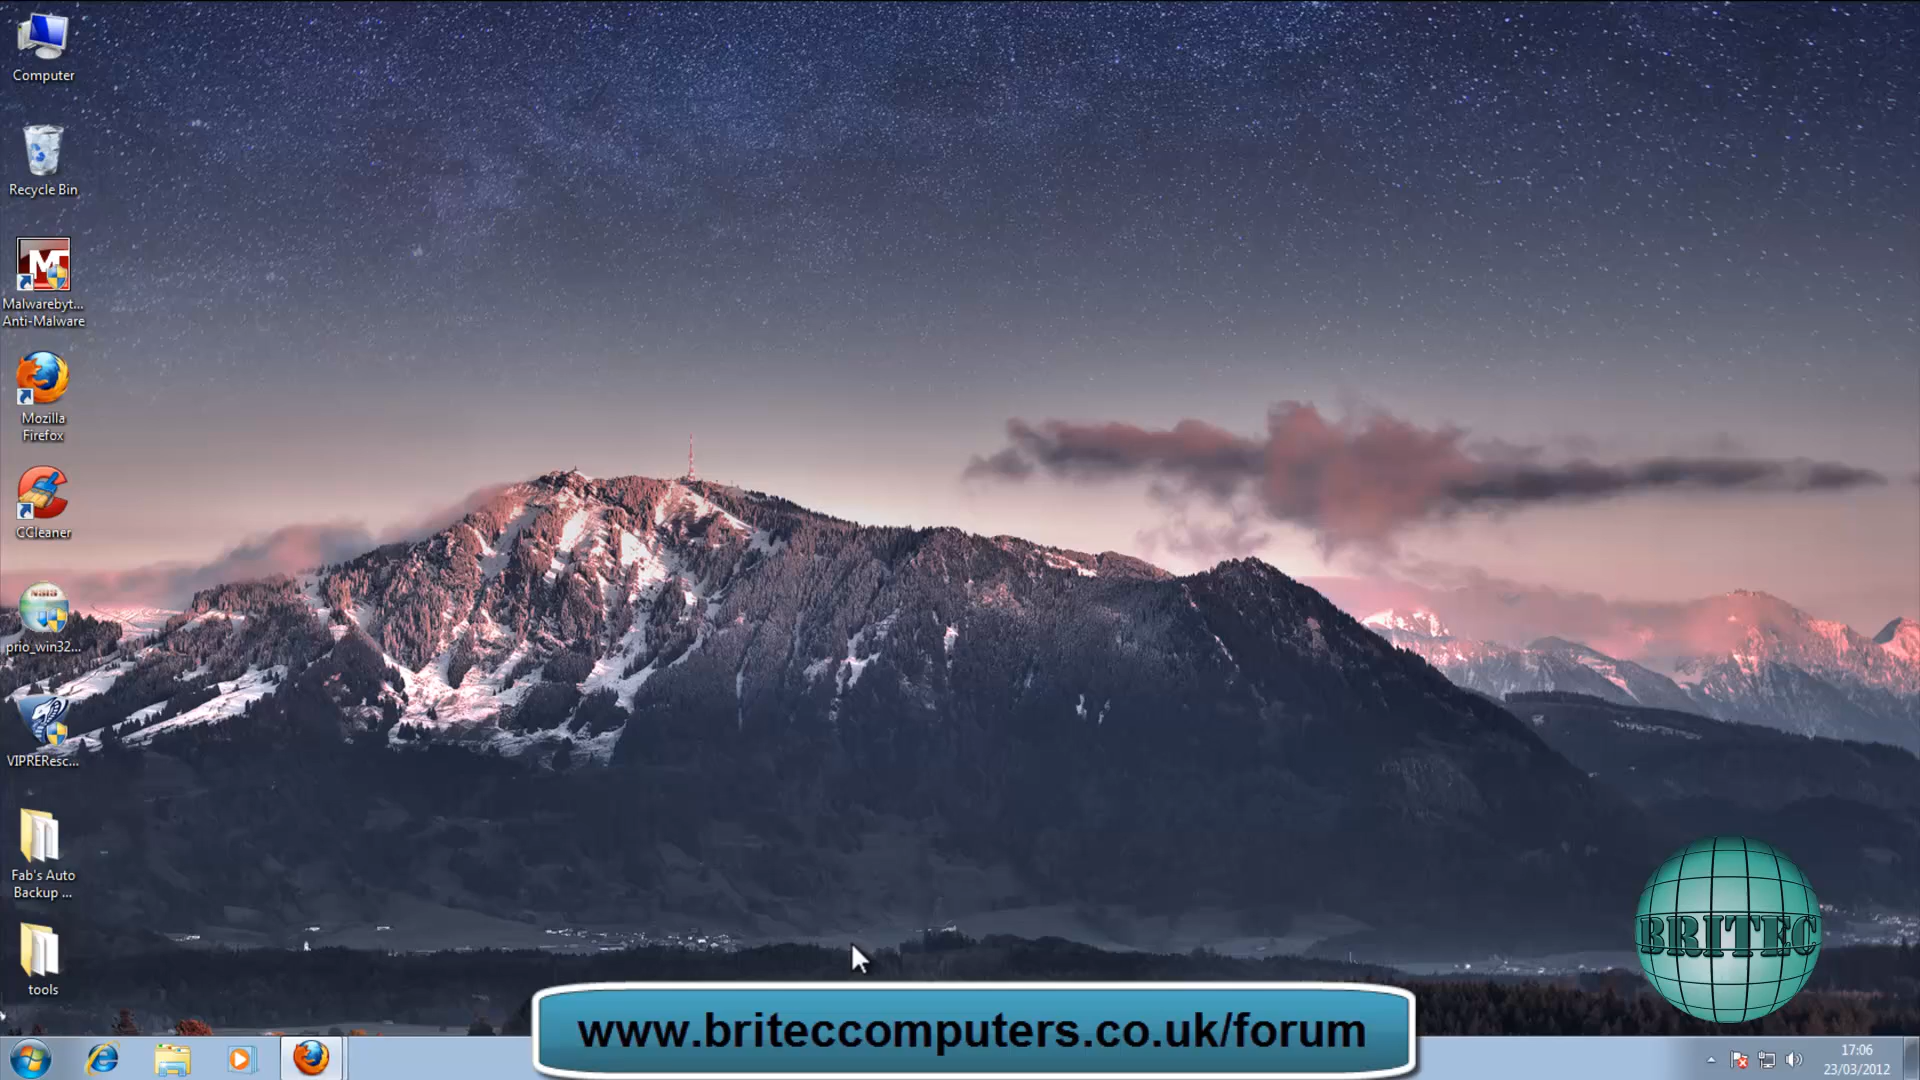 Computer
Recycle Bin
Malwarebyt...
Anti-Malware
Mozilla
Firefox
CCleaner
prio_win32...
VIPREResc...
Fab's Auto
Backup ...
tools
BRITEC
www.briteccomputers.co.uk/forum
17:06
23/03/2012